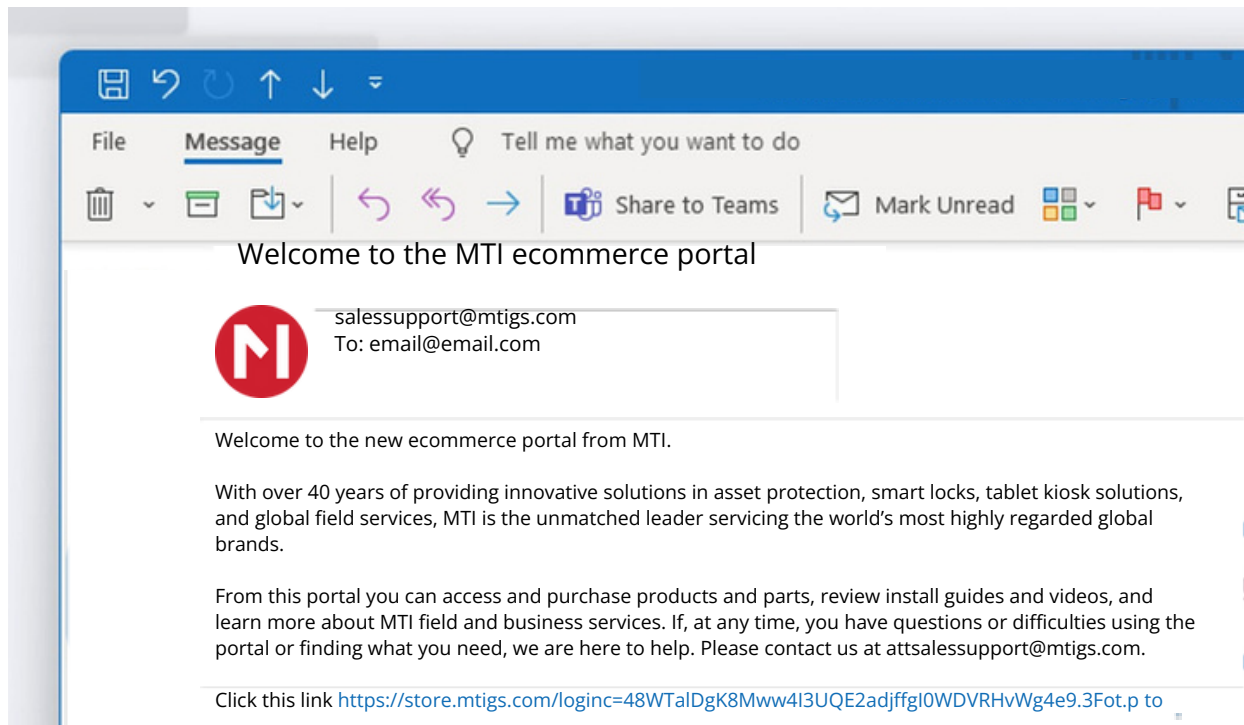 File Message Help Tell me what you want to do
Share to Teams Mark Unread
Welcome to the MTI ecommerce portal
salessupport@mtigs.com
To: email@email.com
Welcome to the new ecommerce portal from MTI.
With over 40 years of providing innovative solutions in asset protection, smart locks, tablet kiosk solutions,
and global field services, MTI is the unmatched leader servicing the world’s most highly regarded global
brands.
From this portal you can access and purchase products and parts, review install guides and videos, and
learn more about MTI field and business services. If, at any time, you have questions or difficulties using the
portal or finding what you need, we are here to help. Please contact us at attsalessupport@mtigs.com.
Click this link https://store.mtigs.com/loginc=48WTalDgK8Mww4I3UQE2adjffgI0WDVRHvWg4e9.3Fot.p to